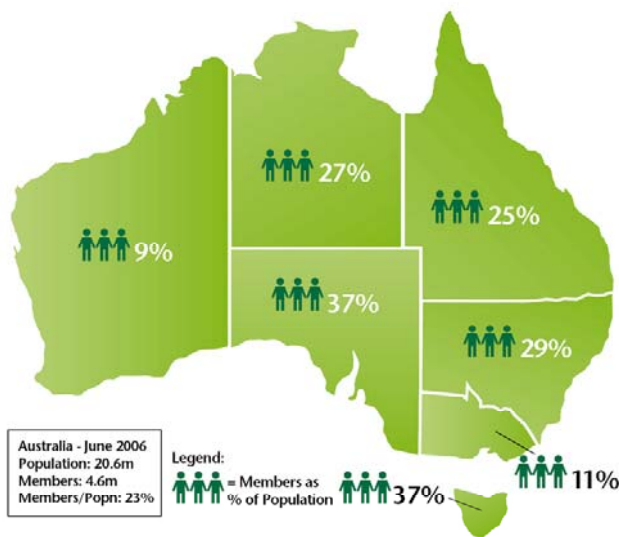 27%
25%
9%
37%
29%
Australia - June 2006
Population: 20.6m
Members: 4.6m
Members/Popn: 23%
Legend:
= Members as
% of Population
37%
11%